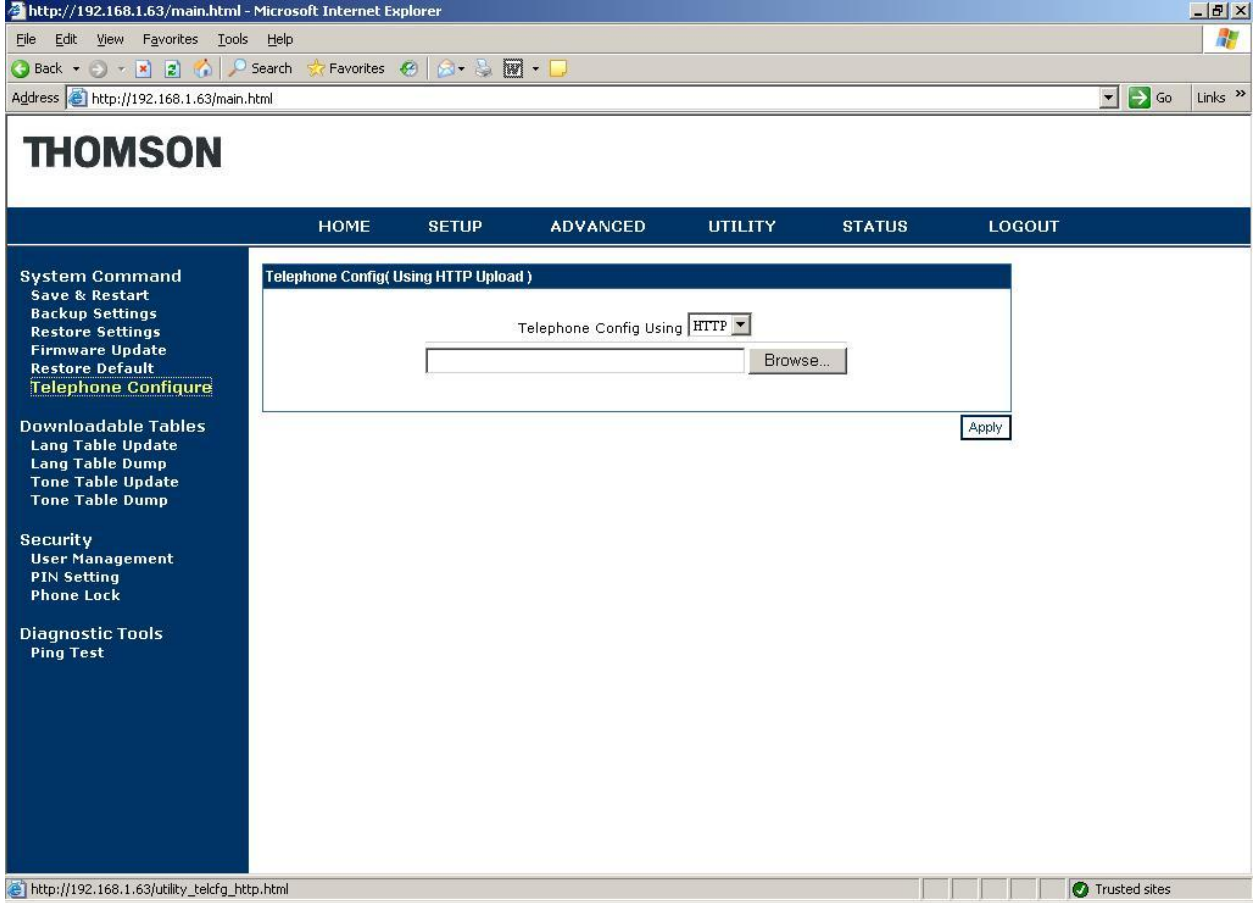 http://192.168.1.63/main.html - Microsoft Internet Explorer
File Edit View Favorites Tools Help
Back Search Favorites
Address http://192.168.1.63/main.html Go Links »
THOMSON
HOME SETUP ADVANCED UTILITY STATUS LOGOUT
System Command
Save & Restart
Backup Settings
Restore Settings
Firmware Update
Restore Default
Telephone Configure
Downloadable Tables
Lang Table Update
Lang Table Dump
Tone Table Update
Tone Table Dump
Security
User Management
PIN Setting
Phone Lock
Diagnostic Tools
Ping Test
Telephone Config( Using HTTP Upload )
Telephone Config Using HTTP
Browse...
Apply
http://192.168.1.63/utility_telcfg_http.html Trusted sites